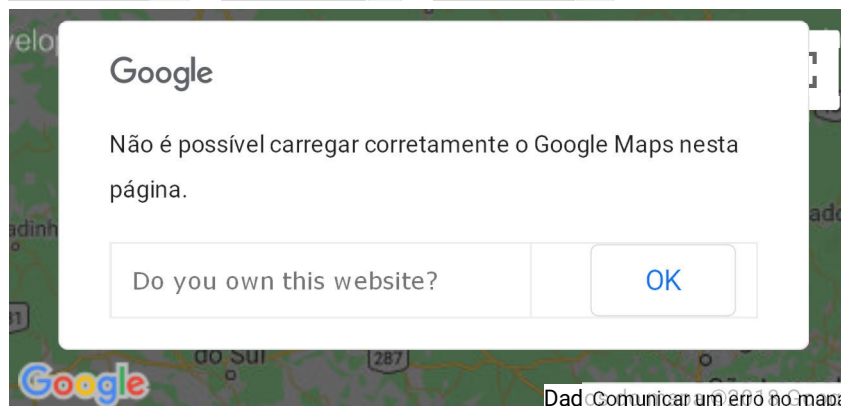 Google
Não é possível carregar corretamente o Google Maps nesta
página.
Do you own this website?
OK
do Sul
287
Google
Comunicar um erro no mapa